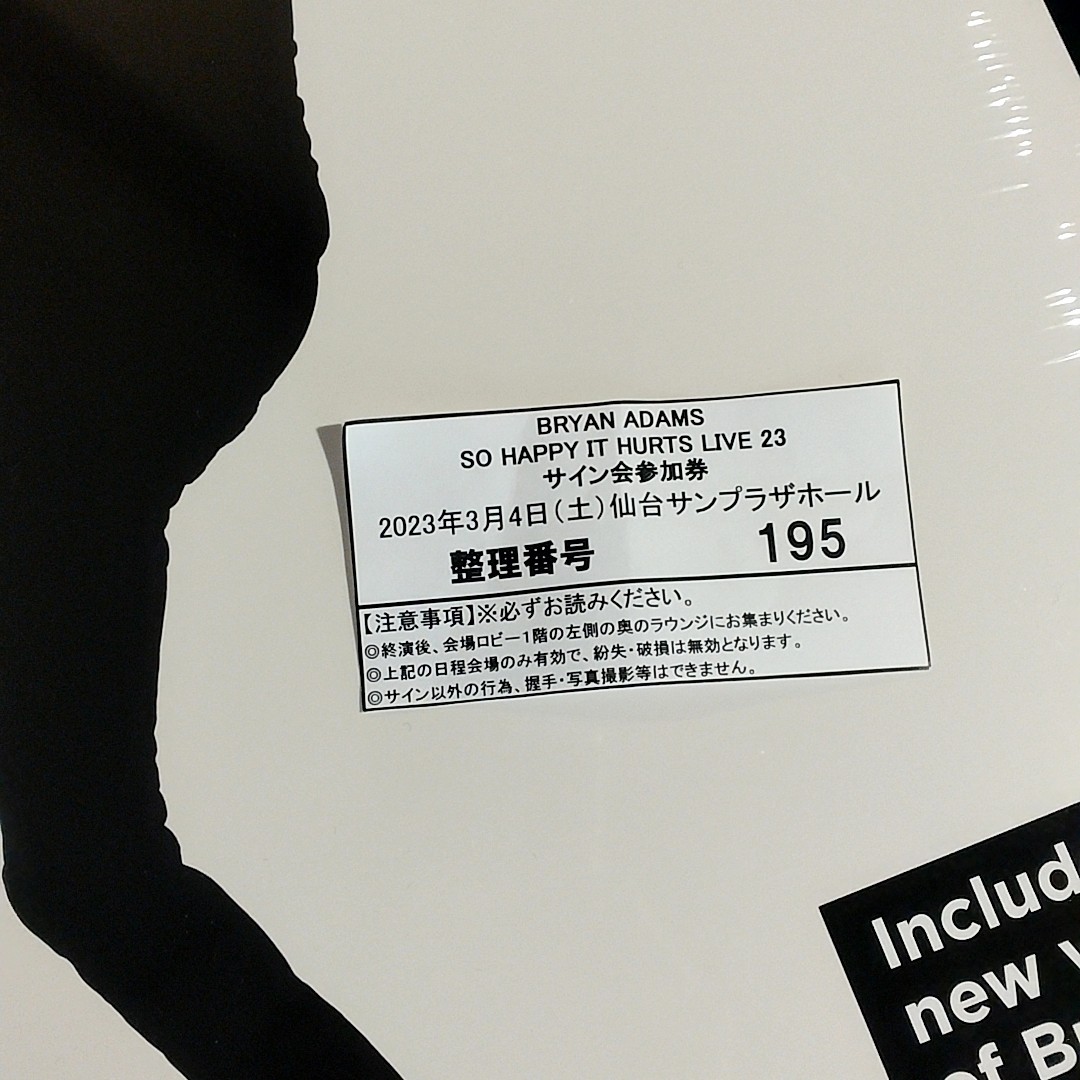 BRYAN ADAMS
SO HAPPY IT HURTS LIVE 23
サイン会参加券
2023年3月4日(土)仙台サンプラザホール
整理番号 195
【注意事項】※必ずお読みください。
◎終演後、会場ロビー1階の左側の奥のラウンジにお集まりください。
◎上記の日程会場のみ有効で、紛失・破損は無効となります。
◎サイン以外の行為、握手・写真撮影等はできません。
Includ
new
of B